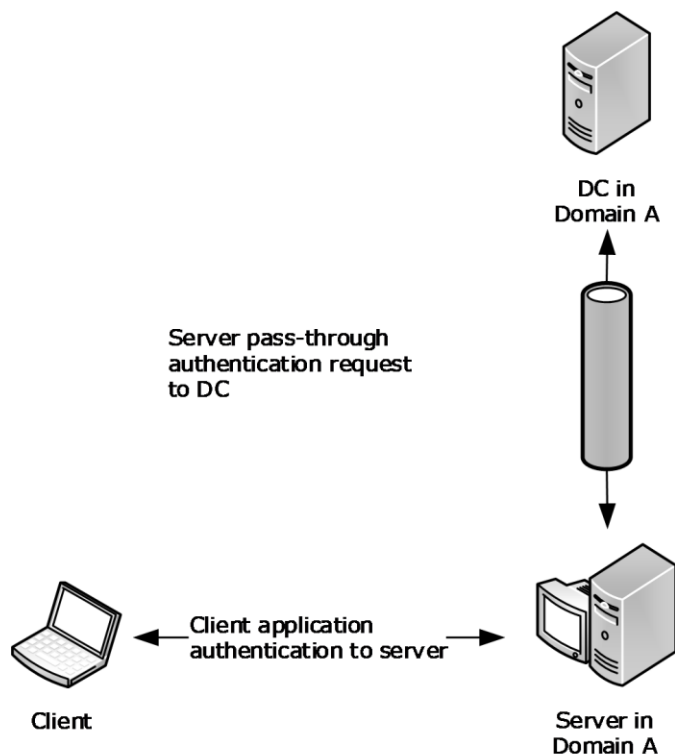 DC in
Domain A
Server pass-through
authentication request
to DC
Client application
authentication to server
Client
Server in
Domain A